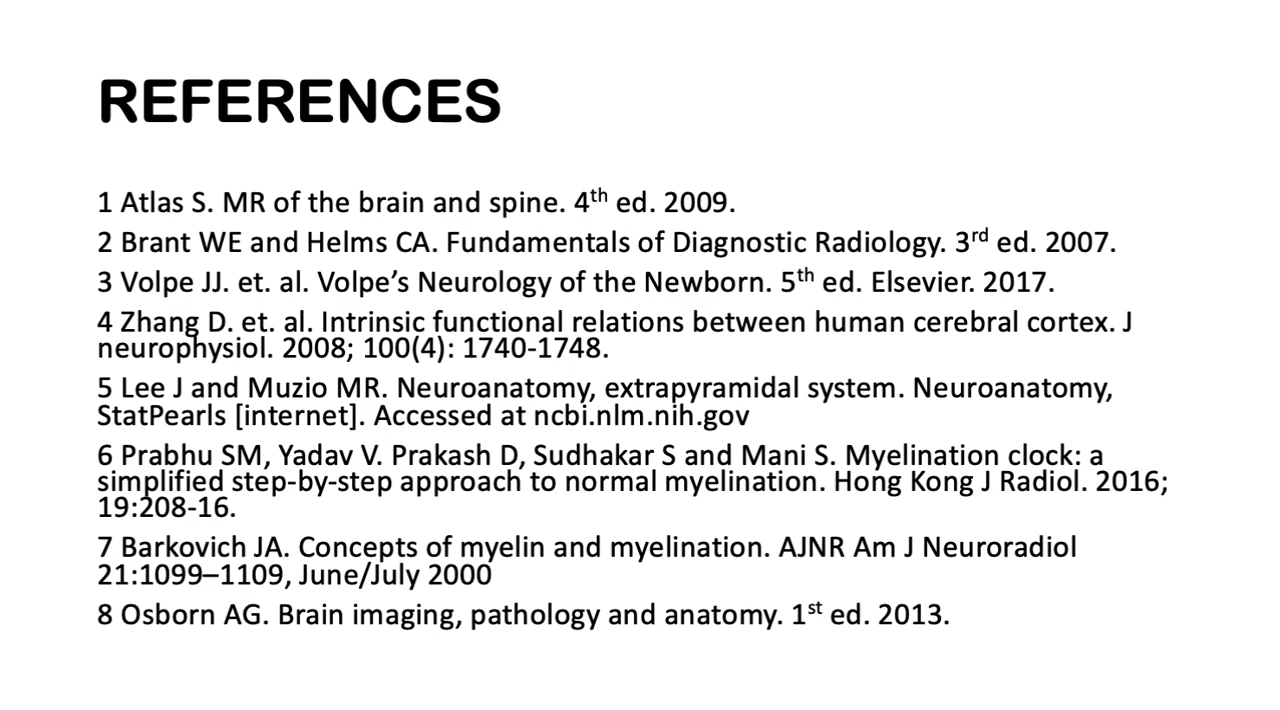 REFERENCES
1 Atlas S. MR of the brain and spine. 4th ed. 2009.
2 Brant WE and Helms CA. Fundamentals of Diagnostic Radiology. 3rd ed. 2007.
3 Volpe JJ. et. al. Volpe’s Neurology of the Newborn. 5th ed. Elsevier. 2017.
4 Zhang D. et. al. Intrinsic functional relations between human cerebral cortex. J
neurophysiol. 2008; 100(4): 1740-1748.
5 Lee J and Muzio MR. Neuroanatomy, extrapyramidal system. Neuroanatomy,
StatPearls [internet]. Accessed at ncbi.nlm.nih.gov
6 Prabhu SM, Yadav V. Prakash D, Sudhakar S and Mani S. Myelination clock: a
simplified step-by-step approach to normal myelination. Hong Kong J Radiol. 2016;
19:208-16.
7 Barkovich JA. Concepts of myelin and myelination. AJNR Am J Neuroradiol
21:1099–1109, June/July 2000
8 Osborn AG. Brain imaging, pathology and anatomy. 1st ed. 2013.